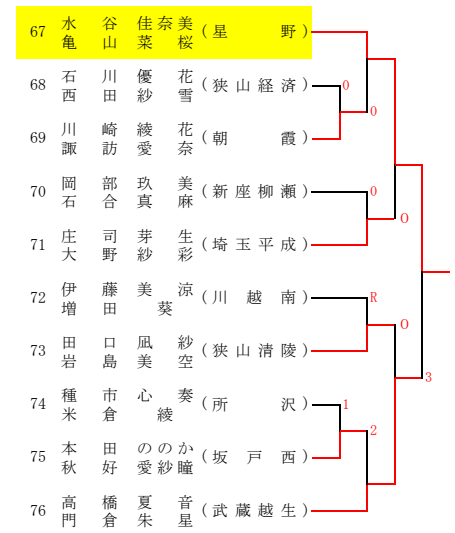 67 水谷佳奈美 (星野)
亀山菜桜
68 石川優花 (狭山経済) 0
西田紗雪
0
69 川崎綾花 (朝霞)
諏訪愛奈
70 岡部玖美 (新座柳瀬) 0
石合真麻
O
71 庄司芽生 (埼玉平成)
大野紗彩
72 伊藤美涼 (川越南) R
増田葵
O
73 田口凪紗 (狭山清陵)
岩島美空
3
74 種市心奏 (所沢) 1
米倉綾
2
75 本田ののか (坂戸西)
秋好愛紗瞳
76 高橋夏音 (武蔵越生)
門倉朱星